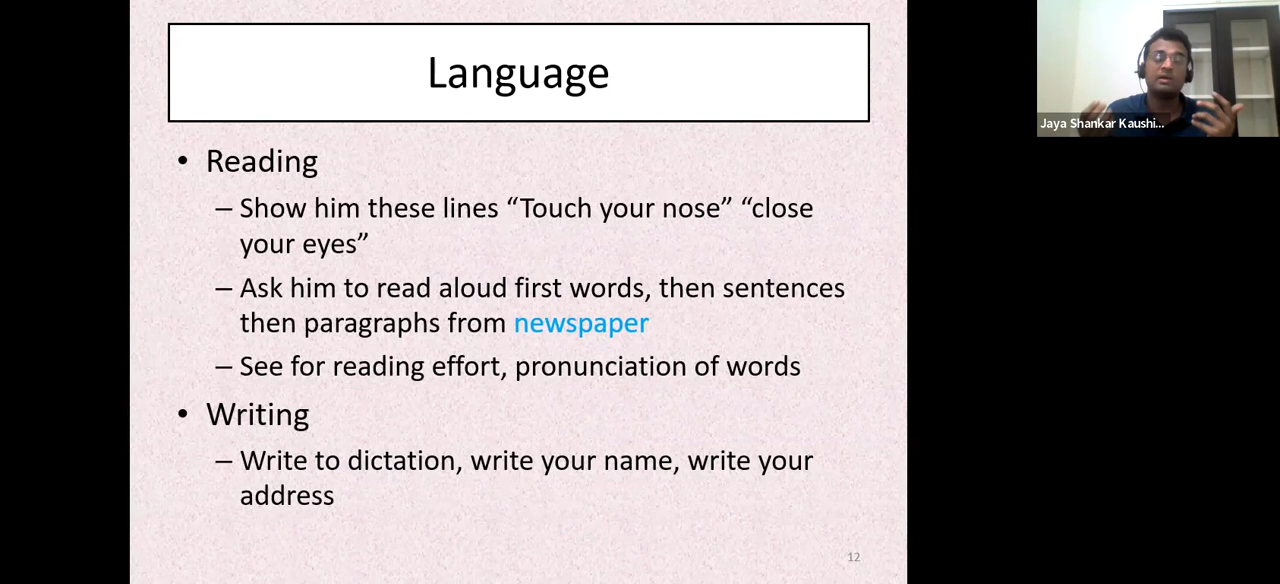 Language
• Reading
– Show him these lines “Touch your nose” “close
your eyes”
– Ask him to read aloud first words, then sentences
then paragraphs from newspaper
– See for reading effort, pronunciation of words
• Writing
– Write to dictation, write your name, write your
address
12
Jaya Shankar Kaushi...